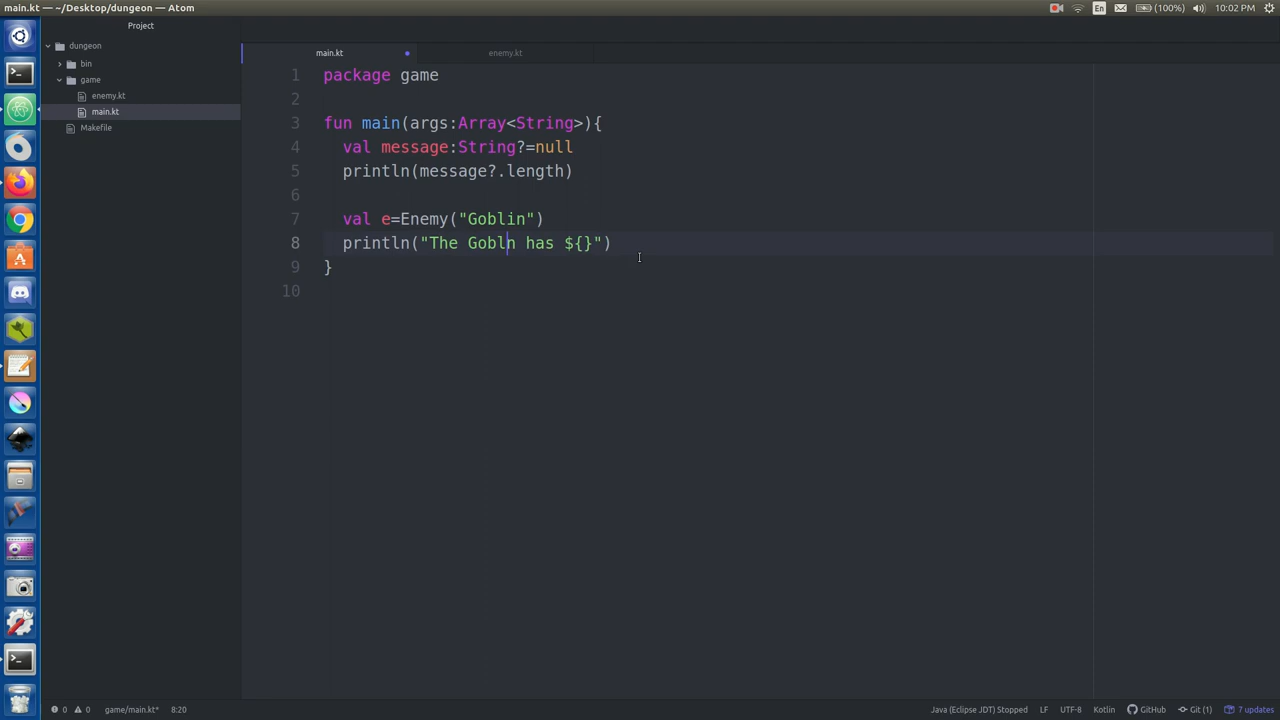 main.kt — ~/Desktop/dungeon — Atom
En
(100%)
10:02 PM
Project
dungeon
bin
game
enemy.kt
main.kt
Makefile
main.kt
enemy.kt
1 package game
2
3 fun main(args:Array<String>){
4 val message:String?=null
5 println(message?.length)
6
7 val e=Enemy("Goblin")
8 println("The Gobln has ${}")
9 }
10
0 0 game/main.kt* 8:20
Java (Eclipse JDT) Stopped LF UTF-8 Kotlin GitHub Git (1) 7 updates